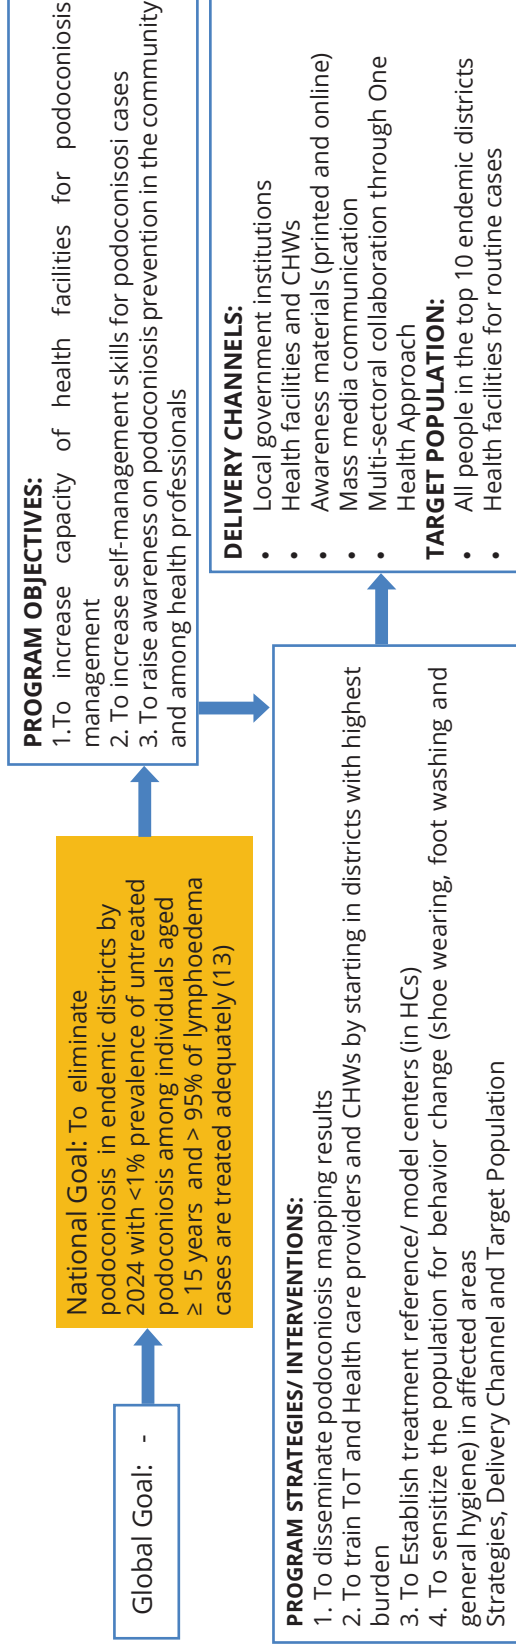 Global Goal: -
National Goal: To eliminate
podoconiosis in endemic districts by
2024 with <1% prevalence of untreated
podoconiosis among individuals aged
≥ 15 years and > 95% of lymphoedema
cases are treated adequately (13)
PROGRAM OBJECTIVES:
1.To increase capacity of health facilities for podoconiosis
management
2. To increase self-management skills for podoconisosi cases
3. To raise awareness on podoconiosis prevention in the community
and among health professionals
PROGRAM STRATEGIES/ INTERVENTIONS:
1. To disseminate podoconiosis mapping results
2. To train ToT and Health care providers and CHWs by starting in districts with highest
burden
3. To Establish treatment reference/ model centers (in HCs)
4. To sensitize the population for behavior change (shoe wearing, foot washing and
general hygiene) in affected areas
Strategies, Delivery Channel and Target Population
DELIVERY CHANNELS:
• Local government institutions
• Health facilities and CHWs
• Awareness materials (printed and online)
• Mass media communication
• Multi-sectoral collaboration through One
Health Approach
TARGET POPULATION:
• All people in the top 10 endemic districts
• Health facilities for routine cases